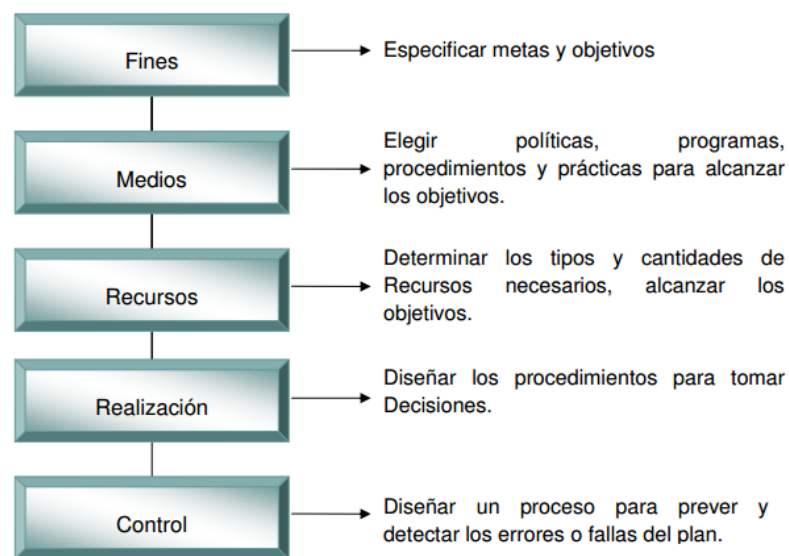 Fines
Especificar metas y objetivos
Medios
Elegir políticas, programas,
procedimientos y prácticas para alcanzar
los objetivos.
Recursos
Determinar los tipos y cantidades de
Recursos necesarios, alcanzar los
objetivos.
Realización
Diseñar los procedimientos para tomar
Decisiones.
Control
Diseñar un proceso para prever y
detectar los errores o fallas del plan.